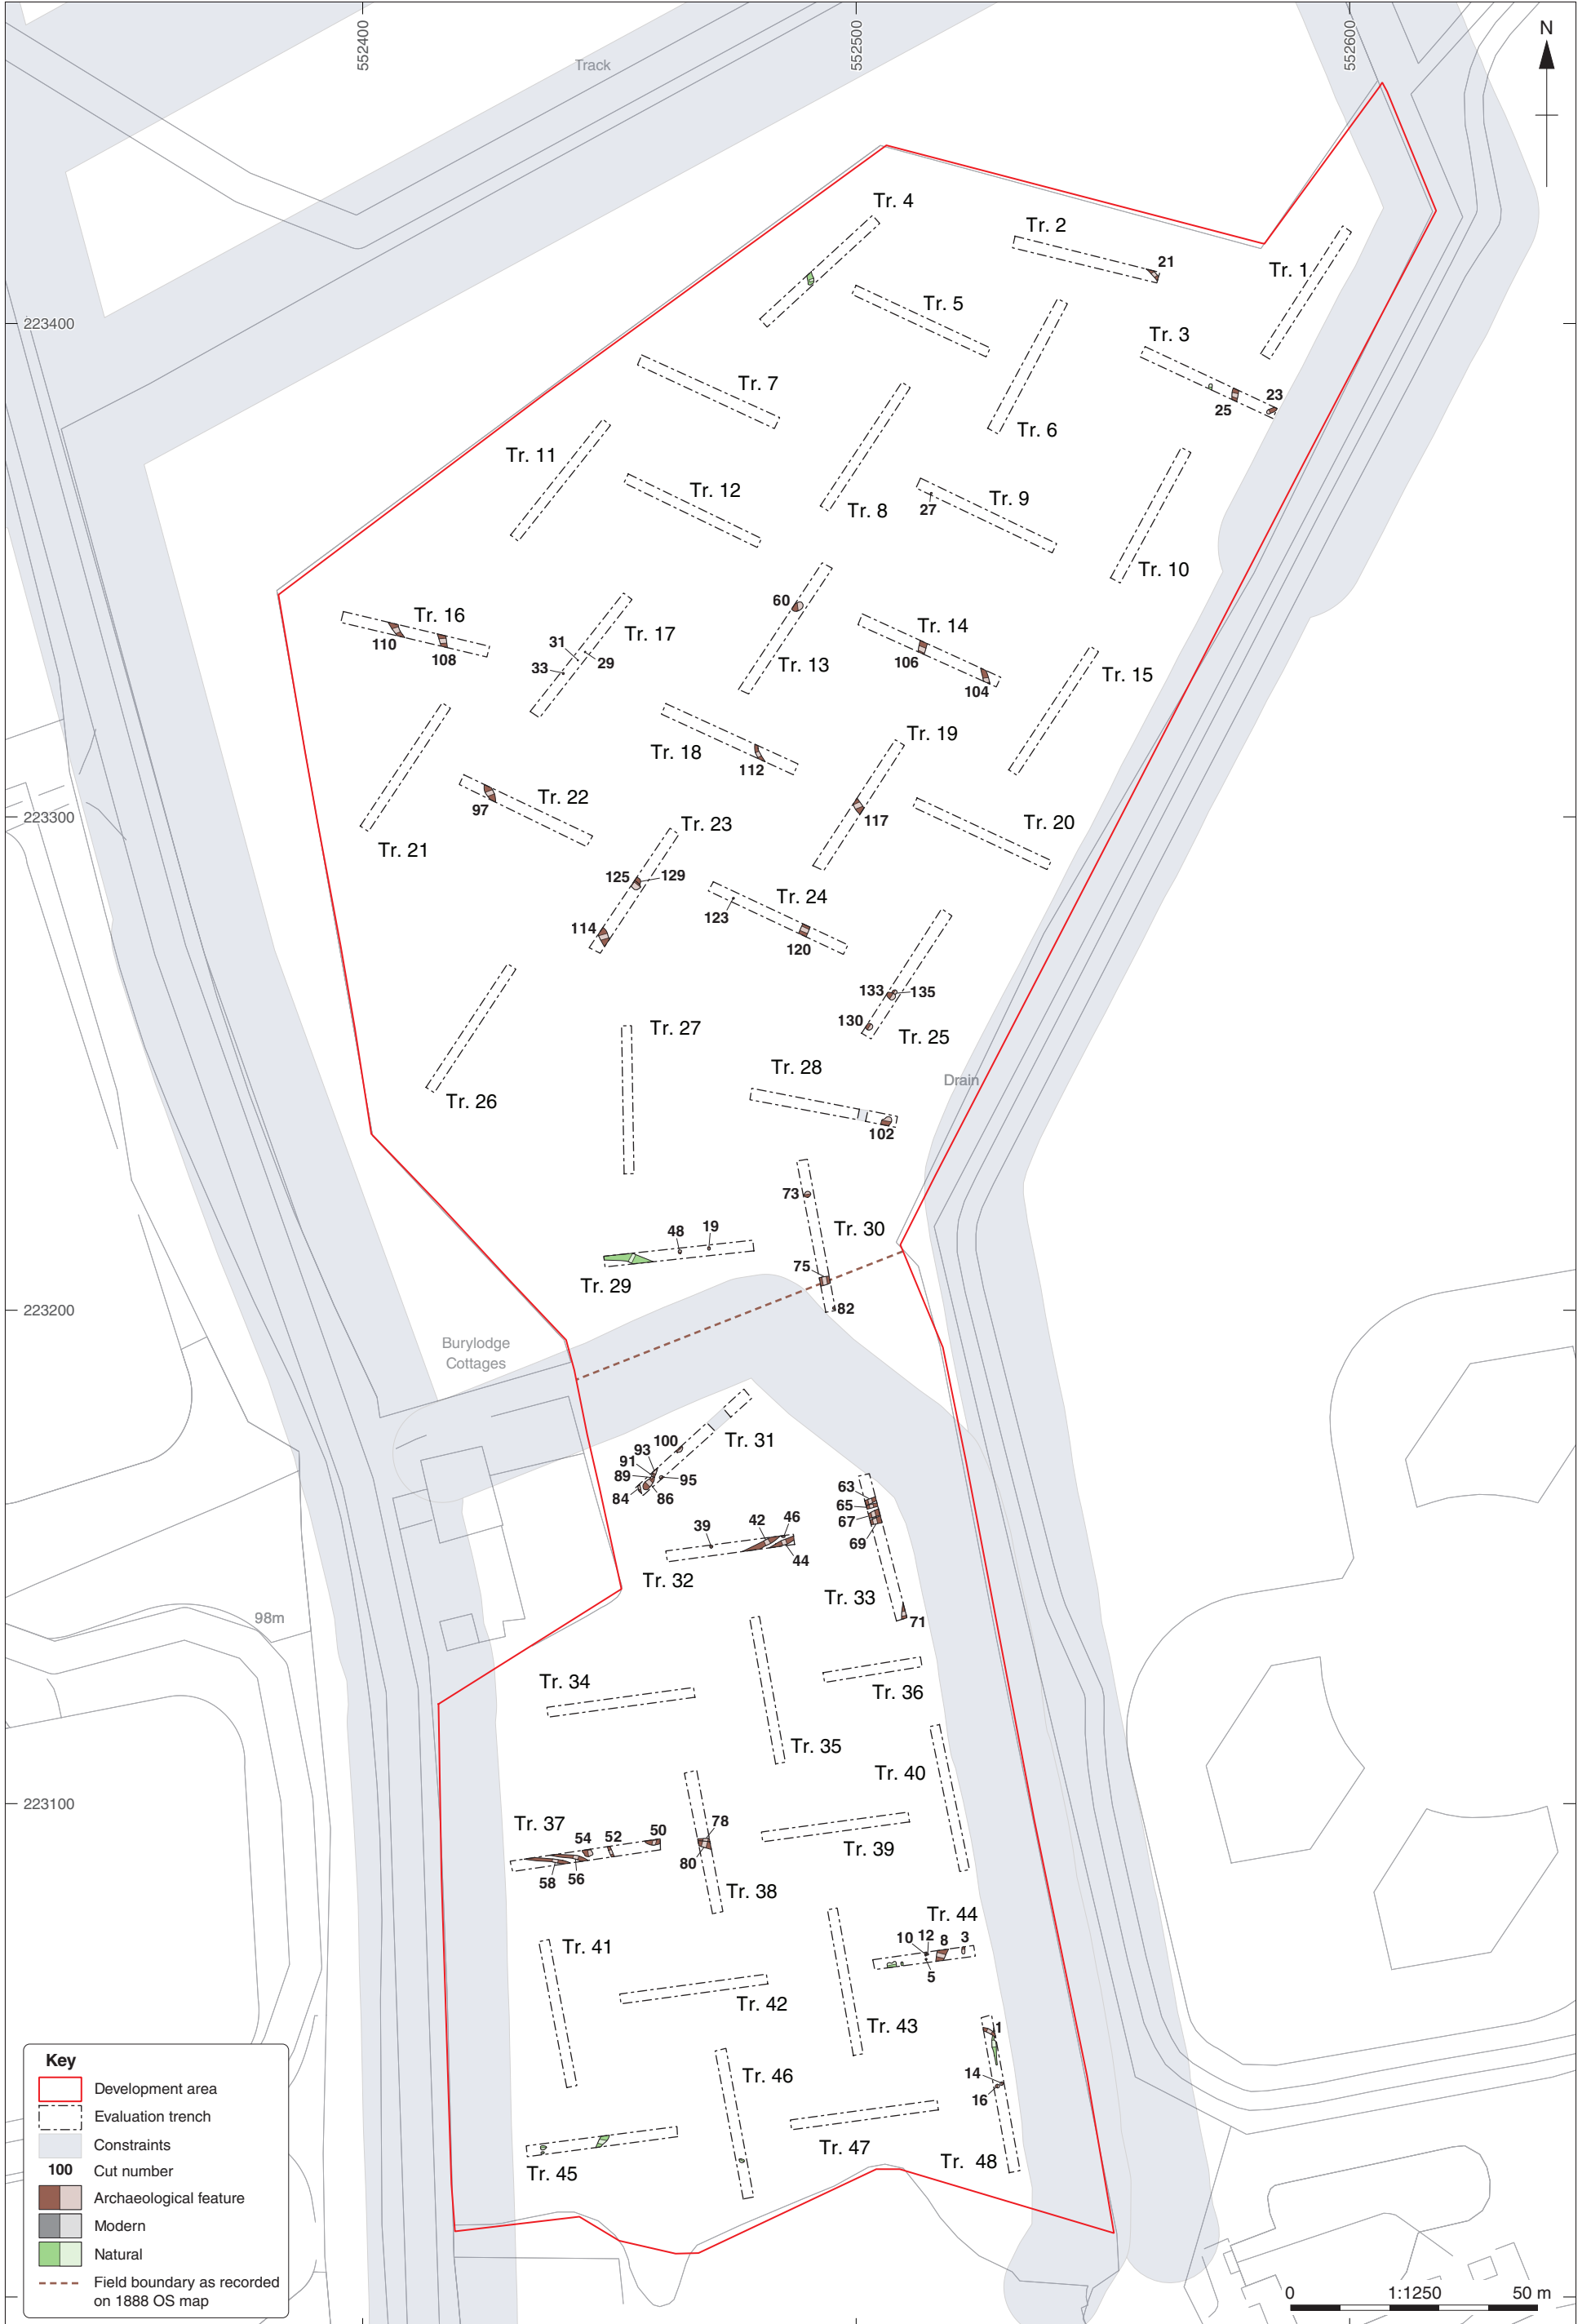 552400
552500
552600
N
Track
Tr. 4
Tr. 2
21
Tr. 1
Tr. 5
223400
Tr. 3
Tr. 7
23
25
Tr. 6
Tr. 11
Tr. 12
Tr. 9
27
Tr. 8
Tr. 10
60
Tr. 16
Tr. 17
Tr. 14
110
31
108
33
29
106
Tr. 13
104
Tr. 15
Tr. 19
Tr. 18
112
Tr. 22
97
223300
117
Tr. 20
Tr. 23
Tr. 21
125
129
Tr. 24
123
114
120
133
135
130
Tr. 25
Tr. 27
Tr. 28
Drain
Tr. 26
102
73
48
19
Tr. 30
75
Tr. 29
223200
82
Burylodge
Cottages
100
Tr. 31
93
91
89
95
84
86
63
65
67
69
39
42
46
44
Tr. 32
Tr. 33
98m
71
Tr. 34
Tr. 36
Tr. 35
Tr. 40
223100
Tr. 37
54
52
50
78
Tr. 39
80
58
56
Tr. 38
Tr. 44
10
12
8
3
Tr. 41
5
Tr. 42
Tr. 43
1
14
Tr. 46
16
Tr. 47
Tr. 48
Tr. 45
Key
Development area
Evaluation trench
Constraints
100 Cut number
Archaeological feature
Modern
Natural
Field boundary as recorded
on 1888 OS map
0 1:1250 50 m